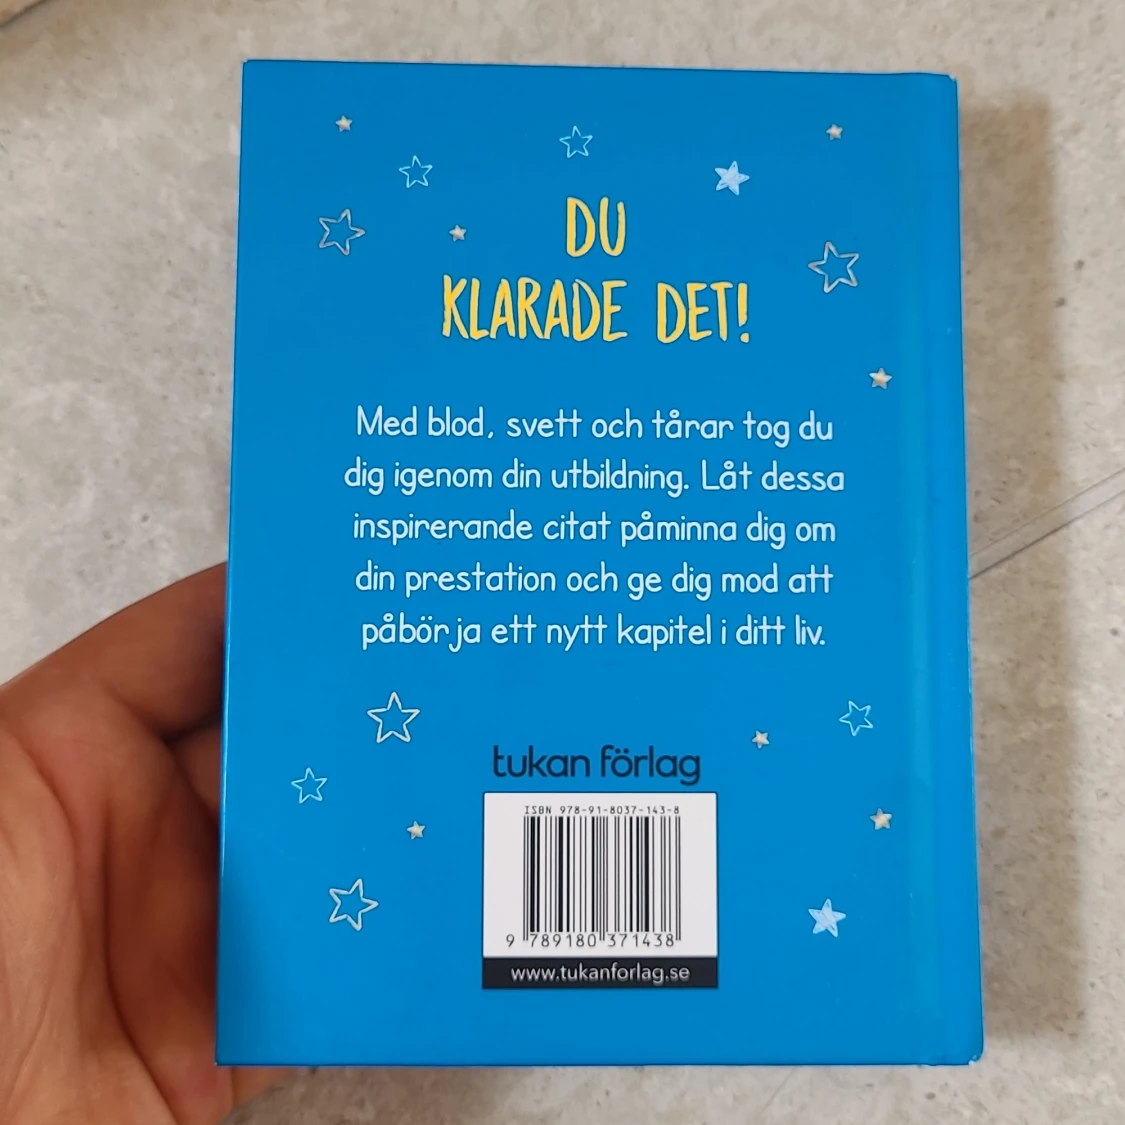 DU
KLARADE DET!
Med blod, svett och tårar tog du
dig igenom din utbildning. Låt dessa
inspirerande citat påminna dig om
din prestation och ge dig mod att
påbörja ett nytt kapitel i ditt liv.
tukan förlag
ISBN 978-91-8037-143-8
9 789180 371438
www.tukanforlag.se